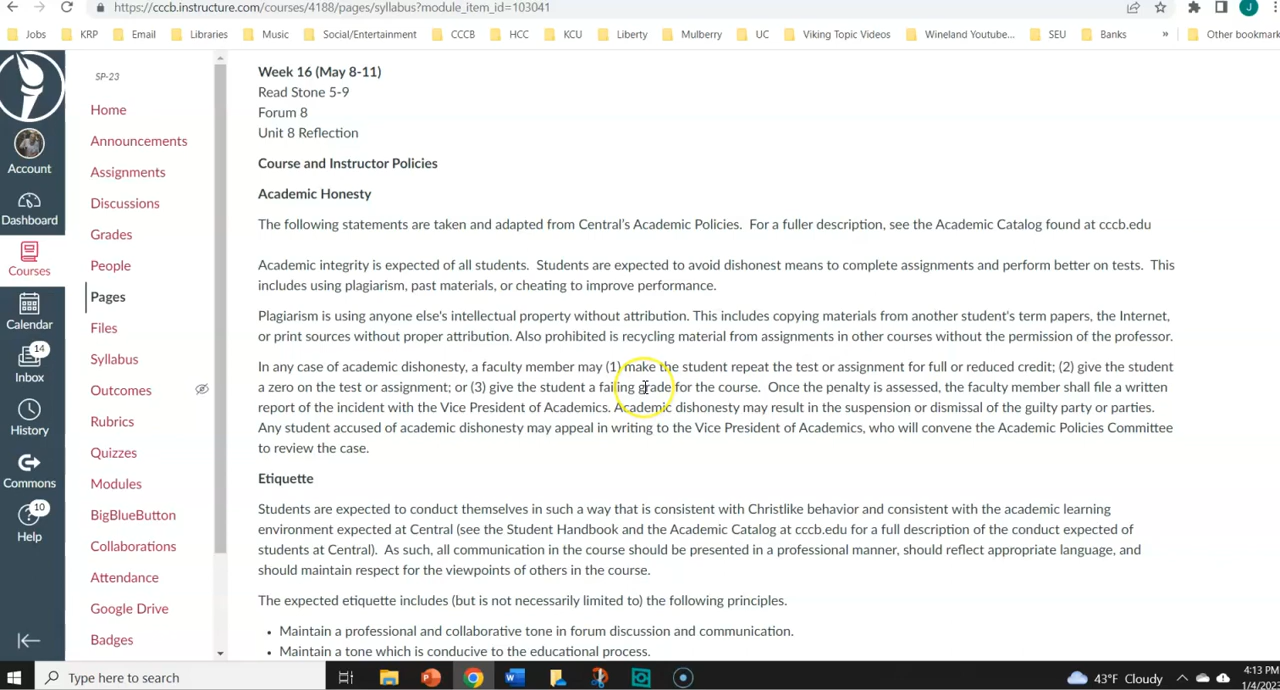 https://cccb.instructure.com/courses/4188/pages/syllabus?module_item_id=103041
J
Jobs KRP Email Libraries Music Social/Entertainment CCCB HCC KCU Liberty Mulberry UC Viking Topic Videos Wineland Youtube... SEU Banks » Other bookmark
SP-23
Home
Announcements
Assignments
Discussions
Grades
People
Pages
Files
Syllabus
Outcomes
Rubrics
Quizzes
Modules
BigBlueButton
Collaborations
Attendance
Google Drive
Badges
Account
Dashboard
Courses
Calendar
14
Inbox
History
Commons
10
Help
Week 16 (May 8-11)
Read Stone 5-9
Forum 8
Unit 8 Reflection
Course and Instructor Policies
Academic Honesty
The following statements are taken and adapted from Central's Academic Policies. For a fuller description, see the Academic Catalog found at cccb.edu
Academic integrity is expected of all students. Students are expected to avoid dishonest means to complete assignments and perform better on tests. This
includes using plagiarism, past materials, or cheating to improve performance.
Plagiarism is using anyone else's intellectual property without attribution. This includes copying materials from another student's term papers, the Internet,
or print sources without proper attribution. Also prohibited is recycling material from assignments in other courses without the permission of the professor.
In any case of academic dishonesty, a faculty member may (1) make the student repeat the test or assignment for full or reduced credit; (2) give the student
a zero on the test or assignment; or (3) give the student a failing grade for the course. Once the penalty is assessed, the faculty member shall file a written
report of the incident with the Vice President of Academics. Academic dishonesty may result in the suspension or dismissal of the guilty party or parties.
Any student accused of academic dishonesty may appeal in writing to the Vice President of Academics, who will convene the Academic Policies Committee
to review the case.
Etiquette
Students are expected to conduct themselves in such a way that is consistent with Christlike behavior and consistent with the academic learning
environment expected at Central (see the Student Handbook and the Academic Catalog at cccb.edu for a full description of the conduct expected of
students at Central). As such, all communication in the course should be presented in a professional manner, should reflect appropriate language, and
should maintain respect for the viewpoints of others in the course.
The expected etiquette includes (but is not necessarily limited to) the following principles.
• Maintain a professional and collaborative tone in forum discussion and communication.
• Maintain a tone which is conducive to the educational process.
Type here to search
43°F Cloudy
4:13 PM
1/4/2023